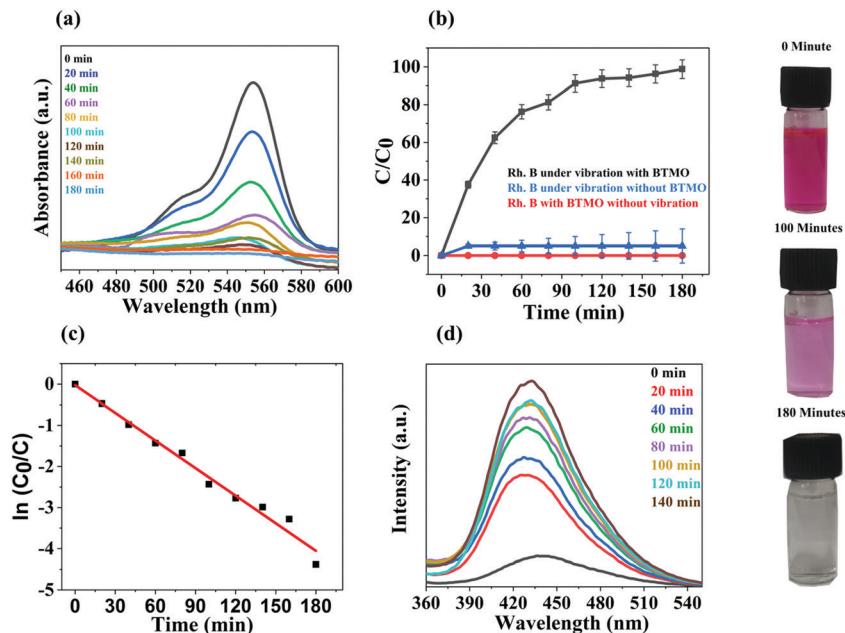 (a)
Absorbance (a.u.)
0 min
20 min
40 min
60 min
80 min
100 min
120 min
140 min
160 min
180 min
450 480 510 540 560 580 600
Wavelength (nm)
(b)
C/C0
100
80
60
40
20
0
Rh. B under vibration with BTMO
Rh. B under vibration without BTMO
Rh. B with BTMO without vibration
0 30 60 90 120 150 180
Time (min)
0 Minute
100 Minutes
180 Minutes
(c)
ln (C0/C)
0
-1
-2
-3
-4
-5
0 30 60 90 120 150 180
Time (min)
(d)
Intensity (a.u.)
0 min
20 min
40 min
60 min
80 min
100 min
120 min
140 min
360 390 420 450 480 510 540
Wavelength (nm)